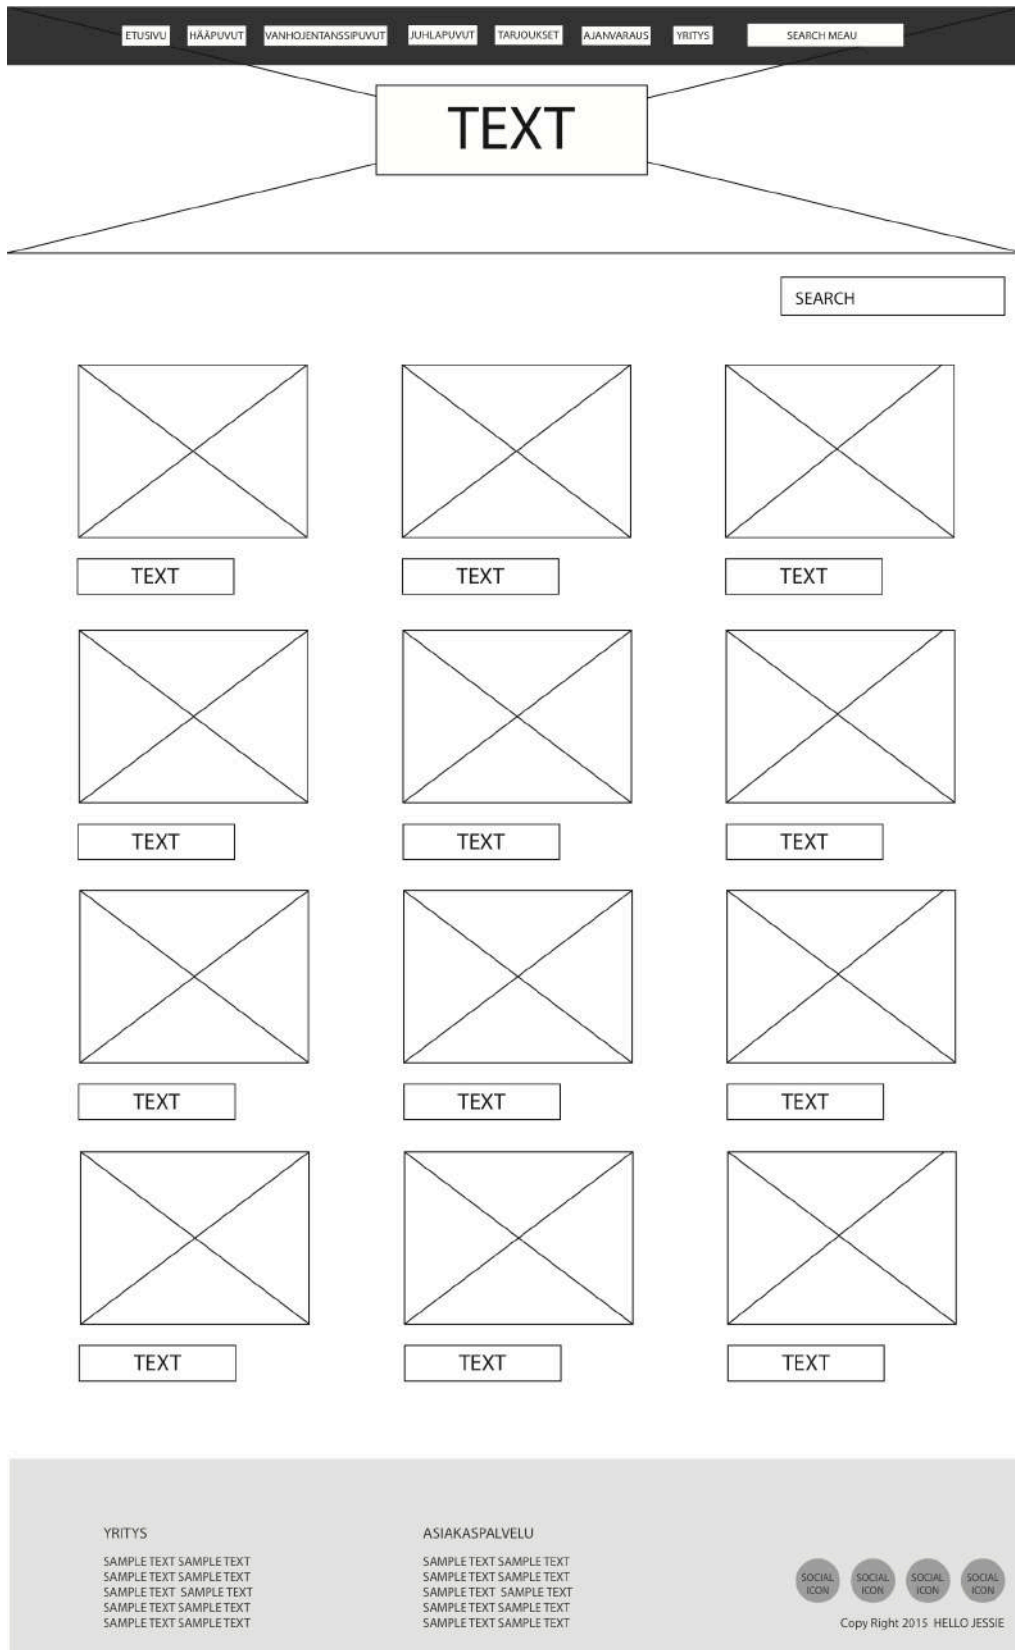 ETUSIVU HÄÄPUVUT VANHOJENTANSSIPUVUT JUHLAPUVUT TARJOUKSET AJANVARAUS YRITYS SEARCH MEAU
TEXT
SEARCH
TEXT TEXT TEXT
TEXT TEXT TEXT
TEXT TEXT TEXT
TEXT TEXT TEXT
YRITYS
SAMPLE TEXT SAMPLE TEXT
SAMPLE TEXT SAMPLE TEXT
SAMPLE TEXT SAMPLE TEXT
SAMPLE TEXT SAMPLE TEXT
SAMPLE TEXT SAMPLE TEXT
ASIAKASPALVELU
SAMPLE TEXT SAMPLE TEXT
SAMPLE TEXT SAMPLE TEXT
SAMPLE TEXT SAMPLE TEXT
SAMPLE TEXT SAMPLE TEXT
SAMPLE TEXT SAMPLE TEXT
SOCIAL SOCIAL SOCIAL SOCIAL
ICON ICON ICON ICON
Copy Right 2015 HELLO JESSIE